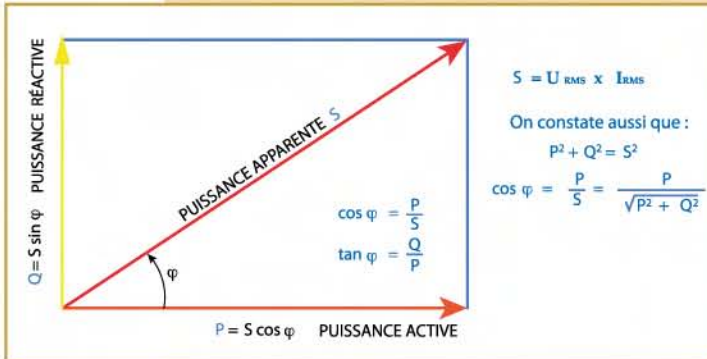 Q = S sin φ PUISSANCE RÉACTIVE
PUISSANCE APPARENTE S
φ
cos φ = P/S
tan φ = Q/P
P = S cos φ PUISSANCE ACTIVE
S = U RMS x IRMS
On constate aussi que :
P² + Q² = S²
cos φ = P/S = P/√P² + Q²